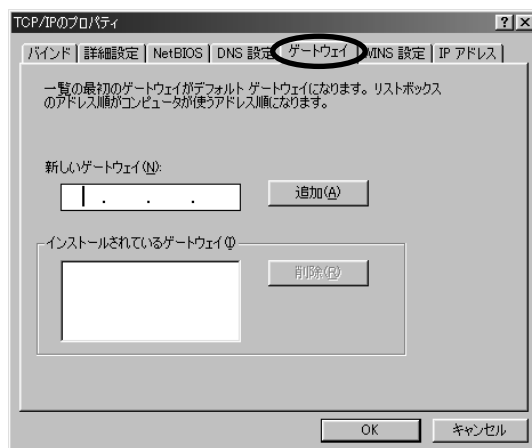 TCP/IPのプロパティ
バインド 詳細設定 NetBIOS DNS 設定 ゲートウェイ WINS 設定 IP アドレス
一覧の最初のゲートウェイがデフォルト ゲートウェイになります。リストボックス
のアドレス順がコンピュータが使うアドレス順になります。
新しいゲートウェイ(N):
. . .
追加(A)
インストールされているゲートウェイ(I)
削除(R)
OK キャンセル